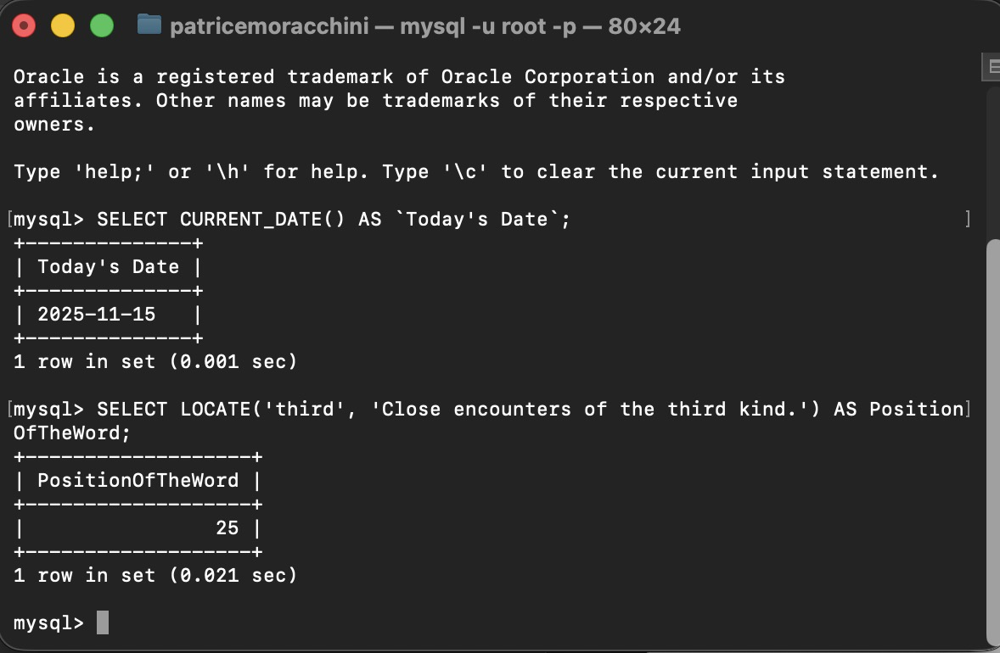 patricemoracchini — mysql -u root -p — 80×24
Oracle is a registered trademark of Oracle Corporation and/or its
affiliates. Other names may be trademarks of their respective
owners.
Type 'help;' or '\h' for help. Type '\c' to clear the current input statement.
[mysql> SELECT CURRENT_DATE() AS `Today's Date`; ]
+--------------+
| Today's Date |
+--------------+
| 2025-11-15   |
+--------------+
1 row in set (0.001 sec)
[mysql> SELECT LOCATE('third', 'Close encounters of the third kind.') AS Position]
OfTheWord;
+-------------------+
| PositionOfTheWord |
+-------------------+
|                25 |
+-------------------+
1 row in set (0.021 sec)
mysql>